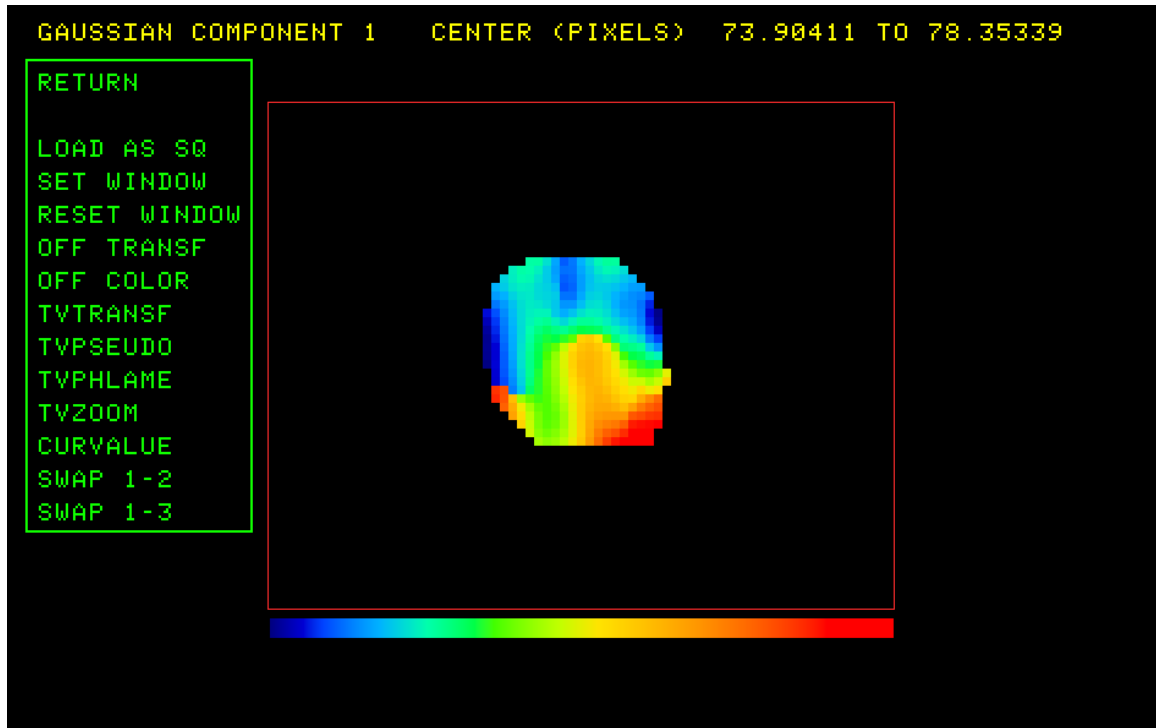 GAUSSIAN COMPONENT 1 CENTER (PIXELS) 73.90411 TO 78.35339
RETURN
LOAD AS SQ
SET WINDOW
RESET WINDOW
OFF TRANSF
OFF COLOR
TVTRANSF
TVPSEUDO
TVPHLAME
TVZOOM
CURVALUE
SWAP 1-2
SWAP 1-3